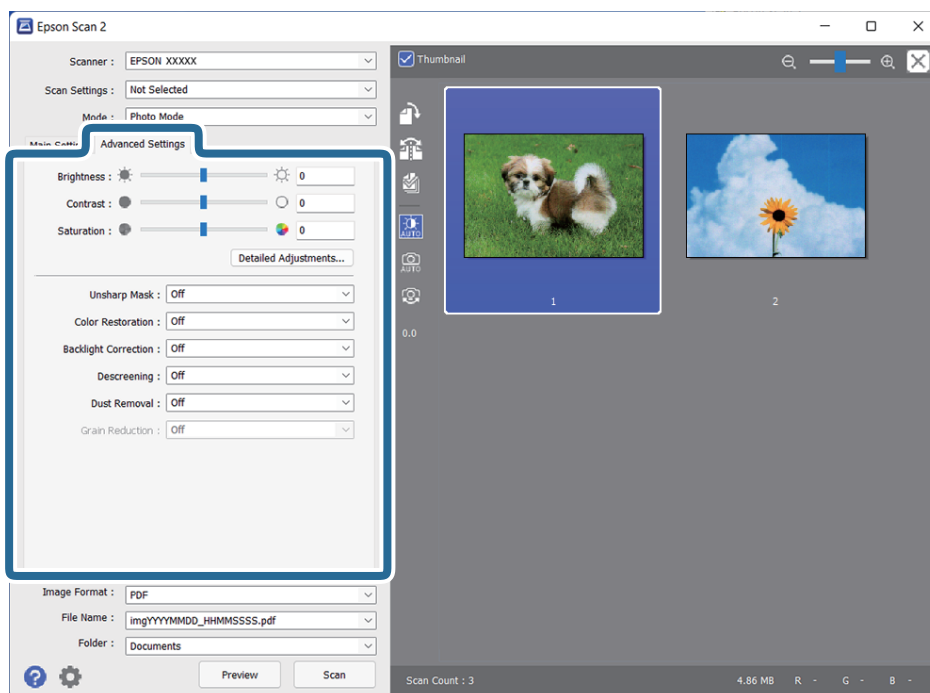 Epson Scan 2
Scanner : EPSON XXXXX
Scan Settings : Not Selected
Mode : Photo Mode
Advanced Settings
Brightness : 0
Contrast : 0
Saturation : 0
Detailed Adjustments...
Unsharp Mask : Off
Color Restoration : Off
Backlight Correction : Off
Descreening : Off
Dust Removal : Off
Grain Reduction : Off
Image Format : PDF
File Name : imgYYYYMMDD_HHMMSSSS.pdf
Folder : Documents
Preview Scan
Thumbnail
AUTO
AUTO
0.0
1 2
Scan Count : 3 4.86 MB R - G - B -